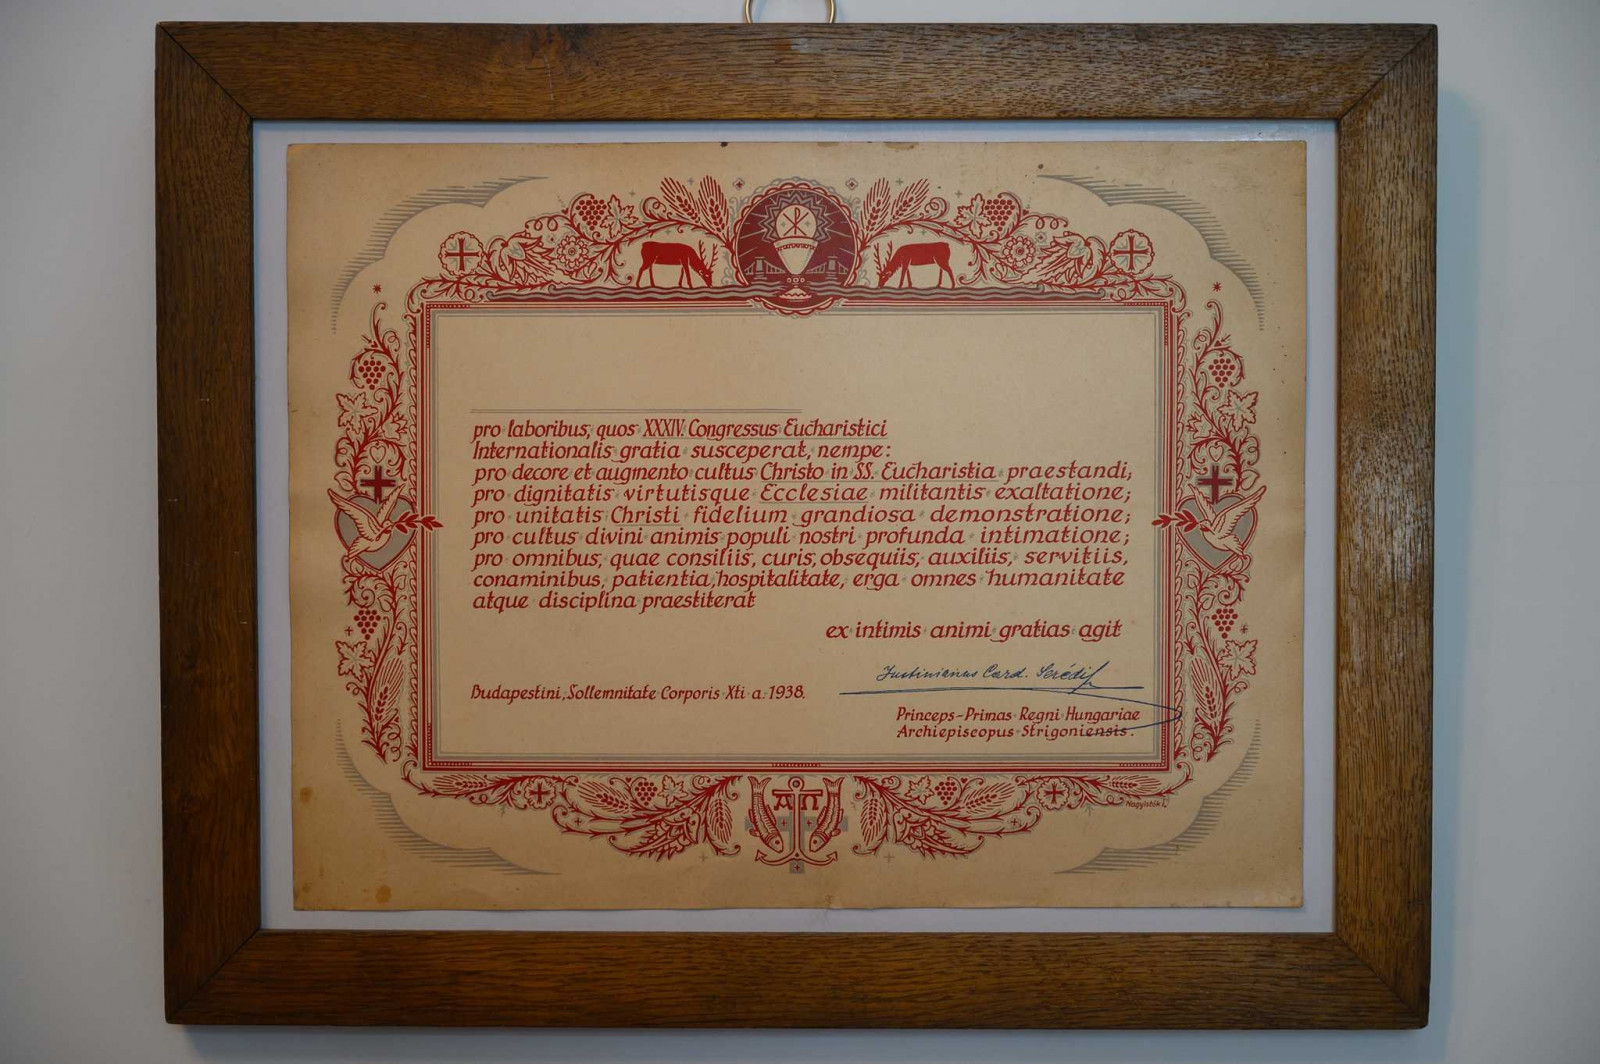 pro laboribus, quos XXXIV. Congressus Eucharistici
Internationalis gratia susceperat, nempe:
pro decore et augmento cultus Christo in SS. Eucharistia praestandi;
pro dignitatis virtutisque Ecclesiae militantis exaltatione;
pro unitatis Christi fidelium grandiosa demonstratione;
pro cultus divini animis populi nostri profunda intimatione;
pro omnibus, quae consiliis, curis, obsequiis, auxiliis, servitiis,
conaminibus, patientia, hospitalitate, erga omnes humanitate
atque disciplina praestiterat
ex intimis animi gratias agit
Justinianus Card. Serédi
Budapestini, Sollemnitate Corporis Xti a. 1938.
Princeps-Primas Regni Hungariae
Archiepiscopus Strigoniensis.